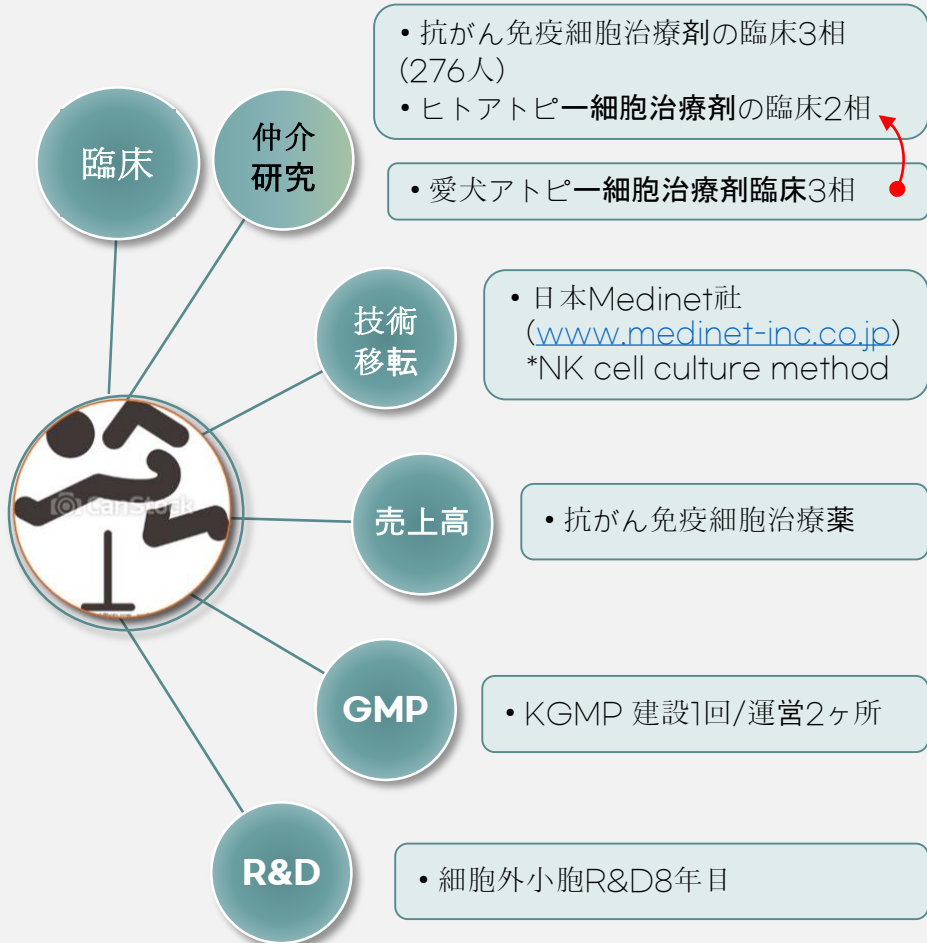 • 抗がん免疫細胞治療剤の臨床3相
(276人)
• ヒトアトピー細胞治療剤の臨床2相
臨床
仲介
研究
• 愛犬アトピー細胞治療剤臨床3相
技術
移転
• 日本Medinet社
(www.medinet-inc.co.jp)
*NK cell culture method
CanStock
売上高
• 抗がん免疫細胞治療薬
GMP
• KGMP 建設1回/運営2ヶ所
R&D
• 細胞外小胞R&D8年目